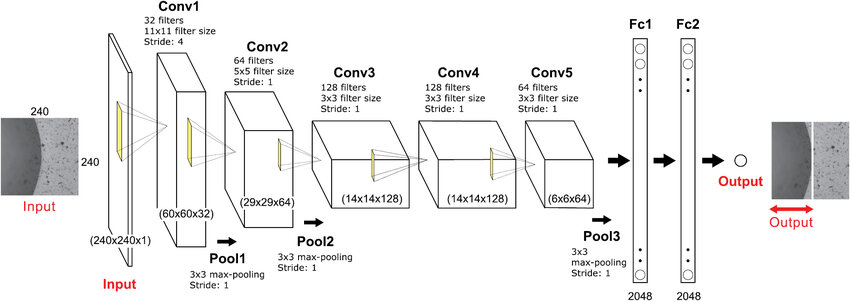 240
240
Input
(240x240x1)
Input
Conv1
32 filters
11x11 filter size
Stride: 4
(60x60x32)
Pool1
3x3 max-pooling
Stride: 1
Conv2
64 filters
5x5 filter size
Stride: 1
(29x29x64)
Pool2
3x3 max-pooling
Stride: 1
Conv3
128 filters
3x3 filter size
Stride: 1
(14x14x128)
Conv4
128 filters
3x3 filter size
Stride: 1
(14x14x128)
Conv5
64 filters
3x3 filter size
Stride: 1
(6x6x64)
Pool3
3x3
max-pooling
Stride: 1
Fc1
2048
Fc2
2048
Output
Output